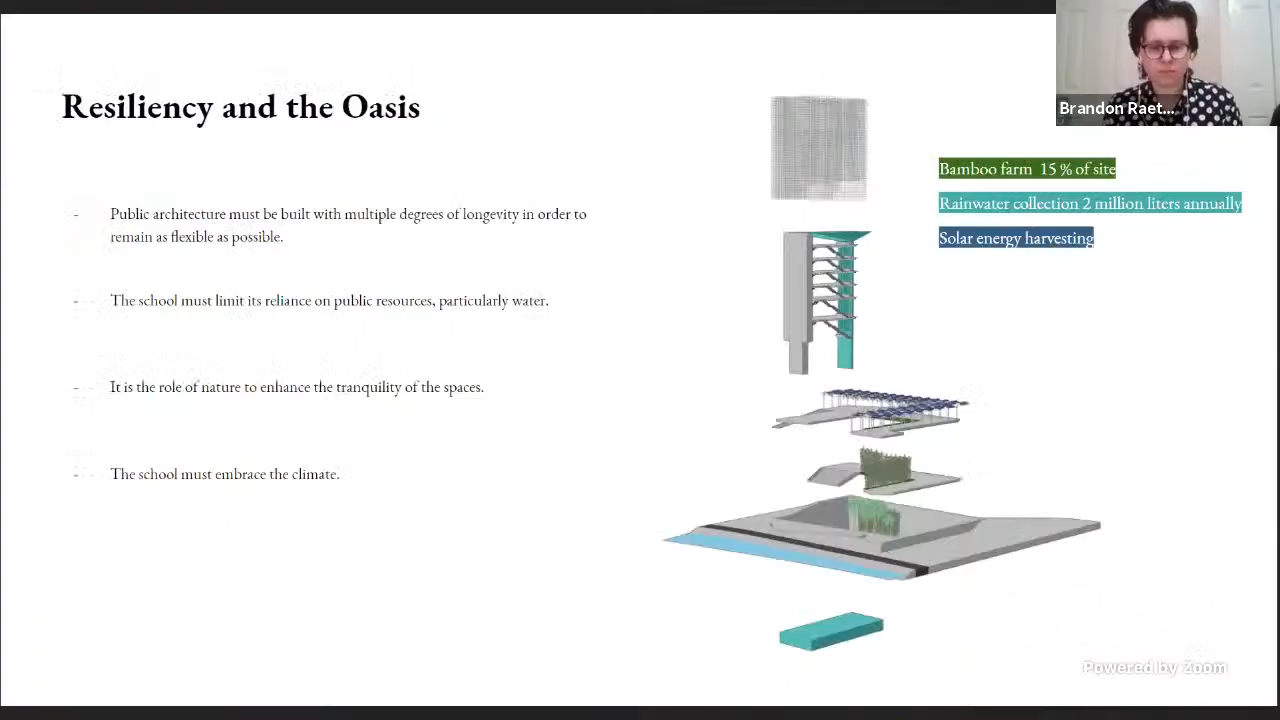 Resiliency and the Oasis
- Public architecture must be built with multiple degrees of longevity in order to
remain as flexible as possible.
- The school must limit its reliance on public resources, particularly water.
- It is the role of nature to enhance the tranquility of the spaces.
- The school must embrace the climate.
Brandon Raet...
Bamboo farm 15 % of site
Rainwater collection 2 million liters annually
Solar energy harvesting
Powered by Zoom